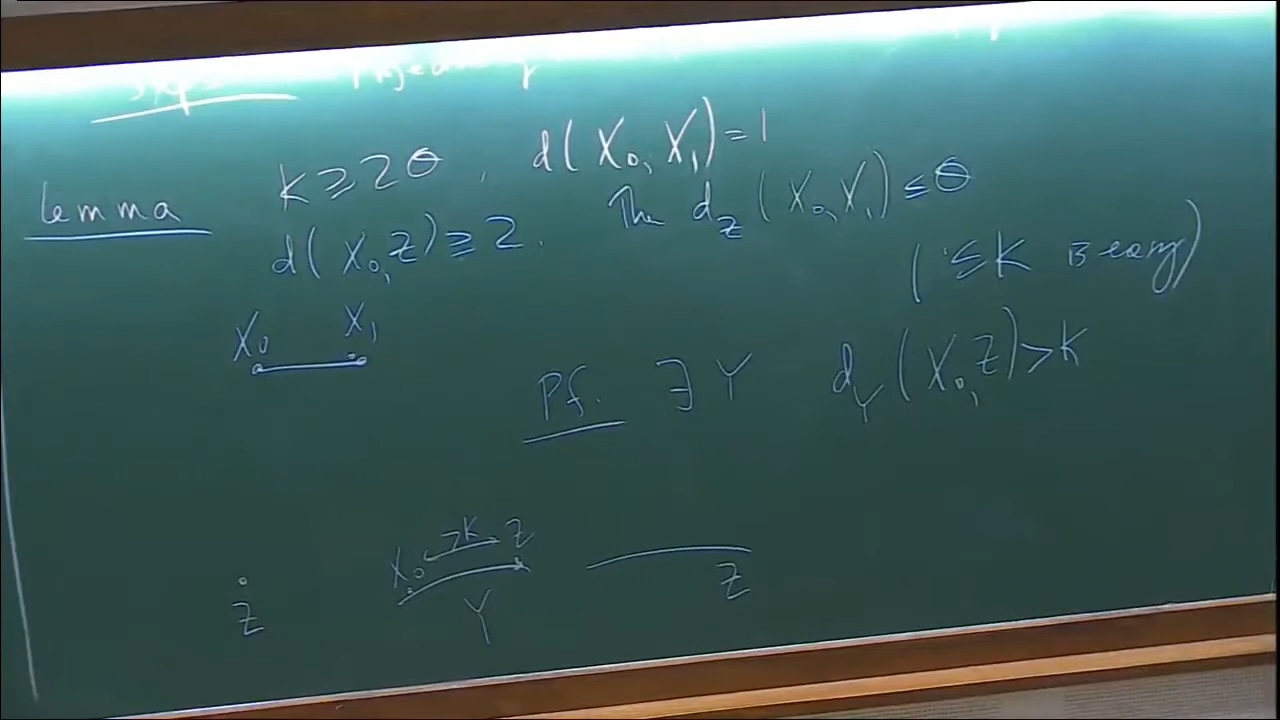 K ≥ 2θ, d(X₀, X₁) = 1
Lemma
d(X₀, Z) ≥ 2. The d_Z(X₀, X₁) ≤ θ
(≤ K is easy)
X₀ X₁
Pf. ∃ Y d_Y(X₀, Z) > K
X₀ >K Z
Z Y Z